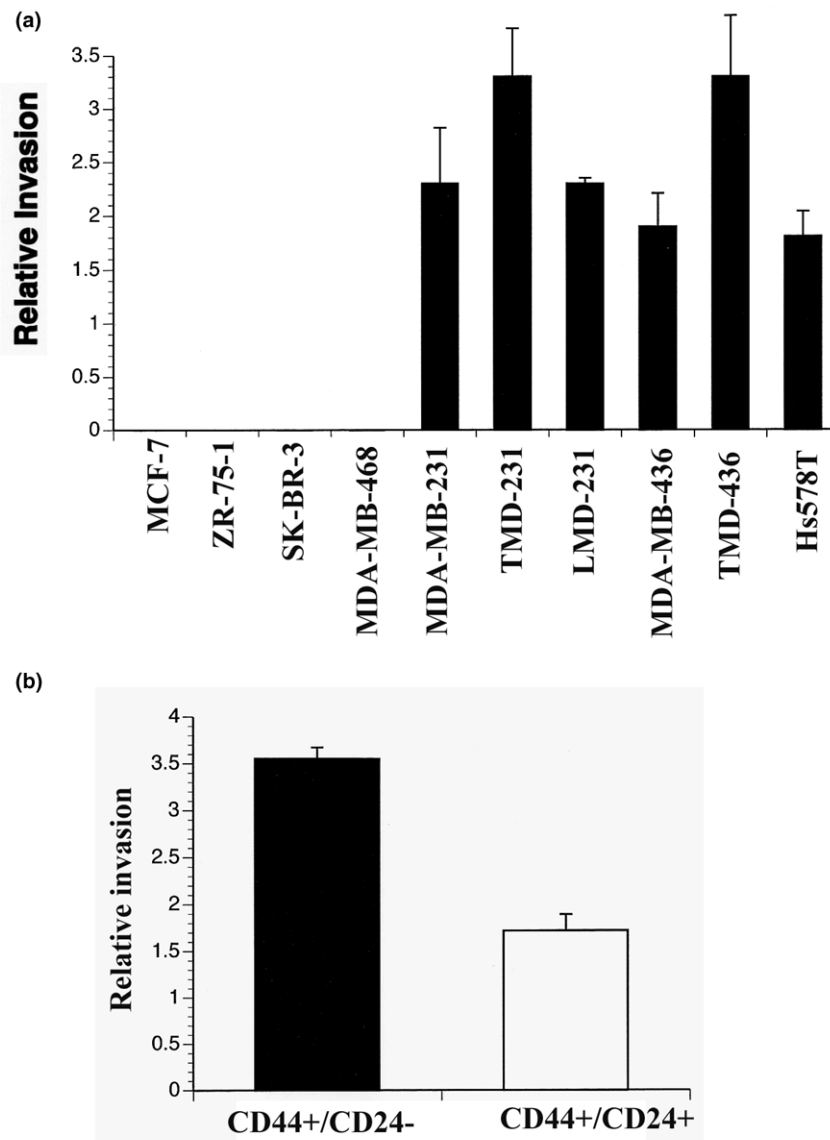 (a)
Relative Invasion
3.5
3
2.5
2
1.5
1
0.5
0
MCF-7
ZR-75-1
SK-BR-3
MDA-MB-468
MDA-MB-231
TMD-231
LMD-231
MDA-MB-436
TMD-436
Hs578T
(b)
Relative invasion
4
3.5
3
2.5
2
1.5
1
0.5
0
CD44+/CD24-
CD44+/CD24+